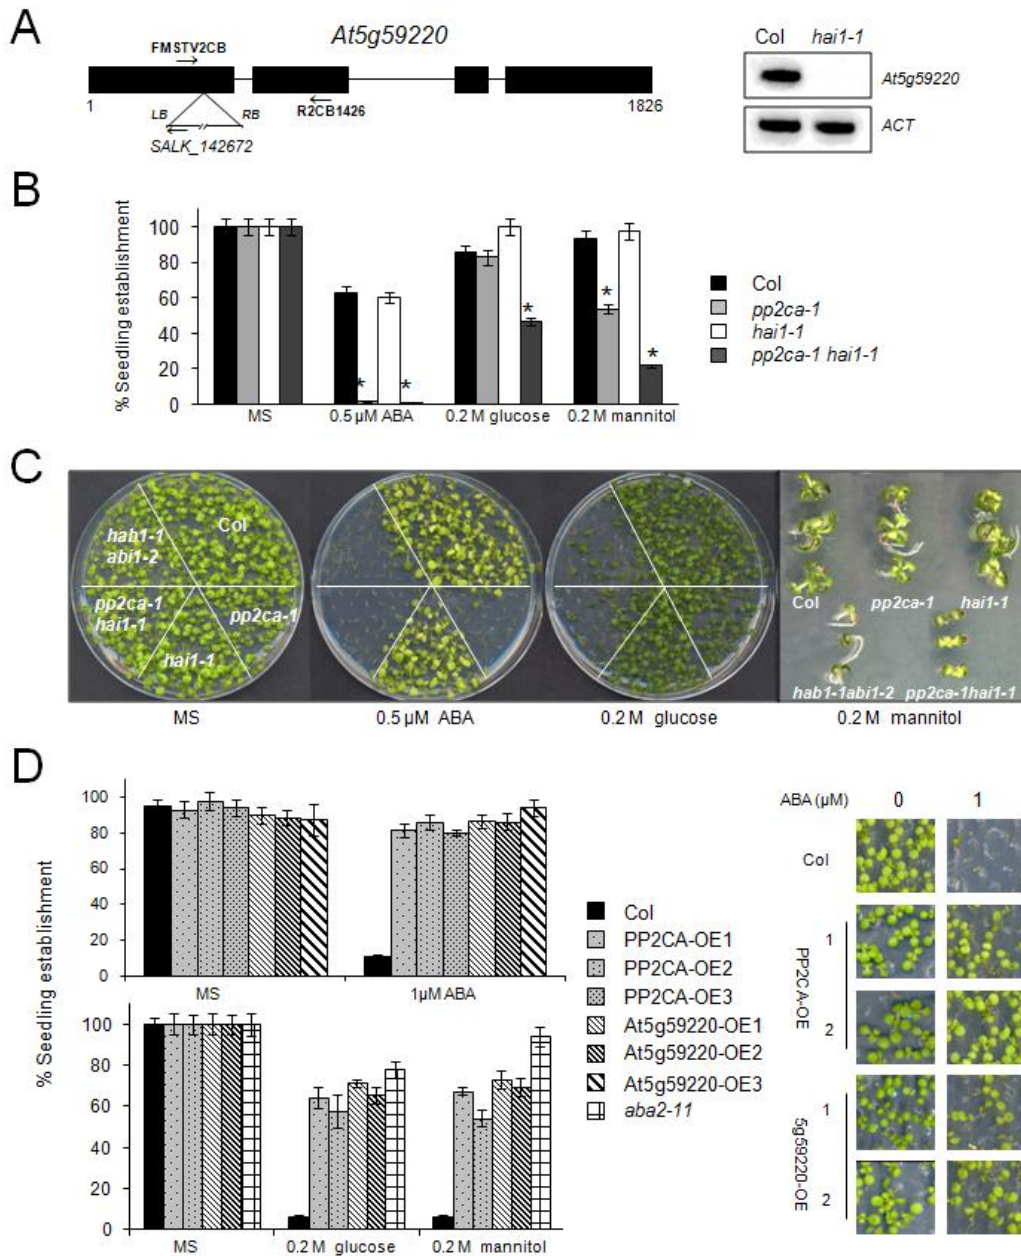 A
At5g59220
FMSTV2CB
1
LB
RB
R2CB1426
1826
SALK_142672
Col hai1-1
At5g59220
ACT
B
% Seedling establishment
100
80
60
40
20
0
MS
0.5 µM ABA
0.2 M glucose
0.2 M mannitol
*
*
*
*
*
Col
pp2ca-1
hai1-1
pp2ca-1 hai1-1
C
hab1-1
abi1-2
Col
pp2ca-1
hai1-1
pp2ca-1
hai1-1
MS
0.5 µM ABA
0.2 M glucose
Col
pp2ca-1
hai1-1
hab1-1abi1-2
pp2ca-1hai1-1
0.2 M mannitol
D
% Seedling establishment
100
80
60
40
20
0
MS
1µM ABA
100
80
60
40
20
0
MS
0.2 M glucose
0.2 M mannitol
Col
PP2CA-OE1
PP2CA-OE2
PP2CA-OE3
At5g59220-OE1
At5g59220-OE2
At5g59220-OE3
aba2-11
ABA (µM) 0 1
Col
PP2CA-OE
1
2
5g59220-OE
1
2